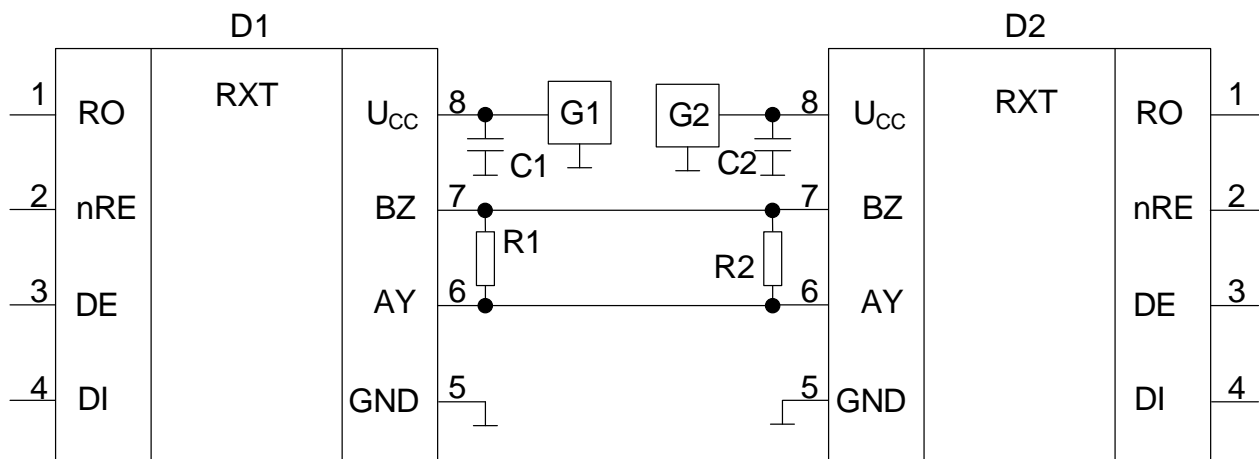 D1 D2
1 RO RXT U_CC 8 G1 G2 8 U_CC RXT RO 1
C1 C2
2 nRE BZ 7 7 BZ nRE 2
R1 R2
3 DE AY 6 6 AY DE 3
4 DI GND 5 5 GND DI 4